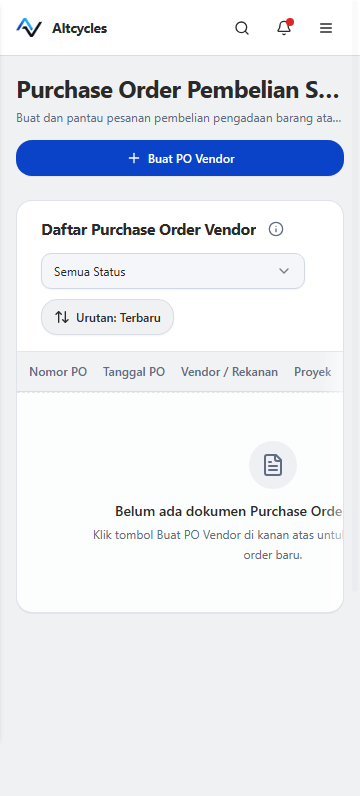 Altcycles
Purchase Order Pembelian S...
Buat dan pantau pesanan pembelian pengadaan barang ata...
Buat PO Vendor
Daftar Purchase Order Vendor
Semua Status
Urutan: Terbaru
Nomor PO Tanggal PO Vendor / Rekanan Proyek
Belum ada dokumen Purchase Orde
Klik tombol Buat PO Vendor di kanan atas untu
order baru.